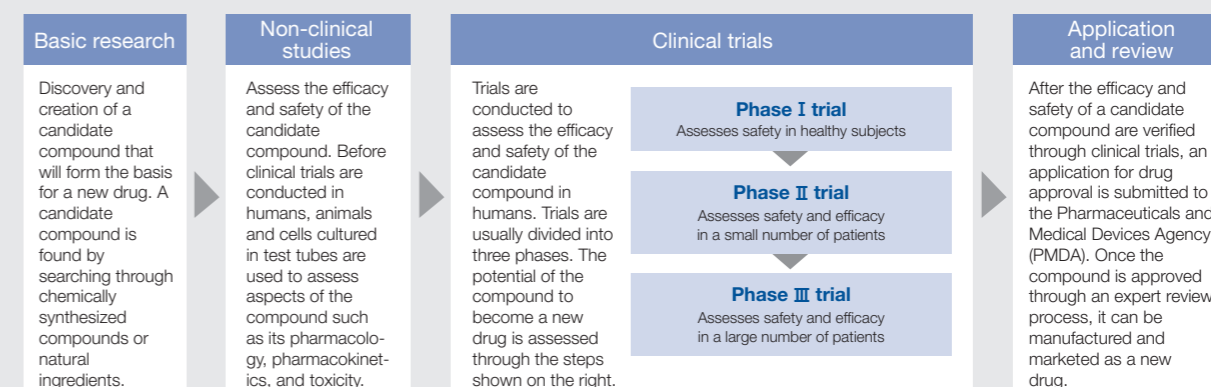 Basic research
Discovery and
creation of a
candidate
compound that
will form the basis
for a new drug. A
candidate
compound is
found by
searching through
chemically
synthesized
compounds or
natural
ingredients.
Non-clinical
studies
Assess the efficacy
and safety of the
candidate
compound. Before
clinical trials are
conducted in
humans, animals
and cells cultured
in test tubes are
used to assess
aspects of the
compound such
as its pharmacolo-
gy, pharmacokinet-
ics, and toxicity.
Clinical trials
Trials are
conducted to
assess the efficacy
and safety of the
candidate
compound in
humans. Trials are
usually divided into
three phases. The
potential of the
compound to
become a new
drug is assessed
through the steps
shown on the right.
Phase Ⅰ trial
Assesses safety in healthy subjects
Phase Ⅱ trial
Assesses safety and efficacy
in a small number of patients
Phase Ⅲ trial
Assesses safety and efficacy
in a large number of patients
Application
and review
After the efficacy and
safety of a candidate
compound are verified
through clinical trials, an
application for drug
approval is submitted to
the Pharmaceuticals and
Medical Devices Agency
(PMDA). Once the
compound is approved
through an expert review
process, it can be
manufactured and
marketed as a new
drug.